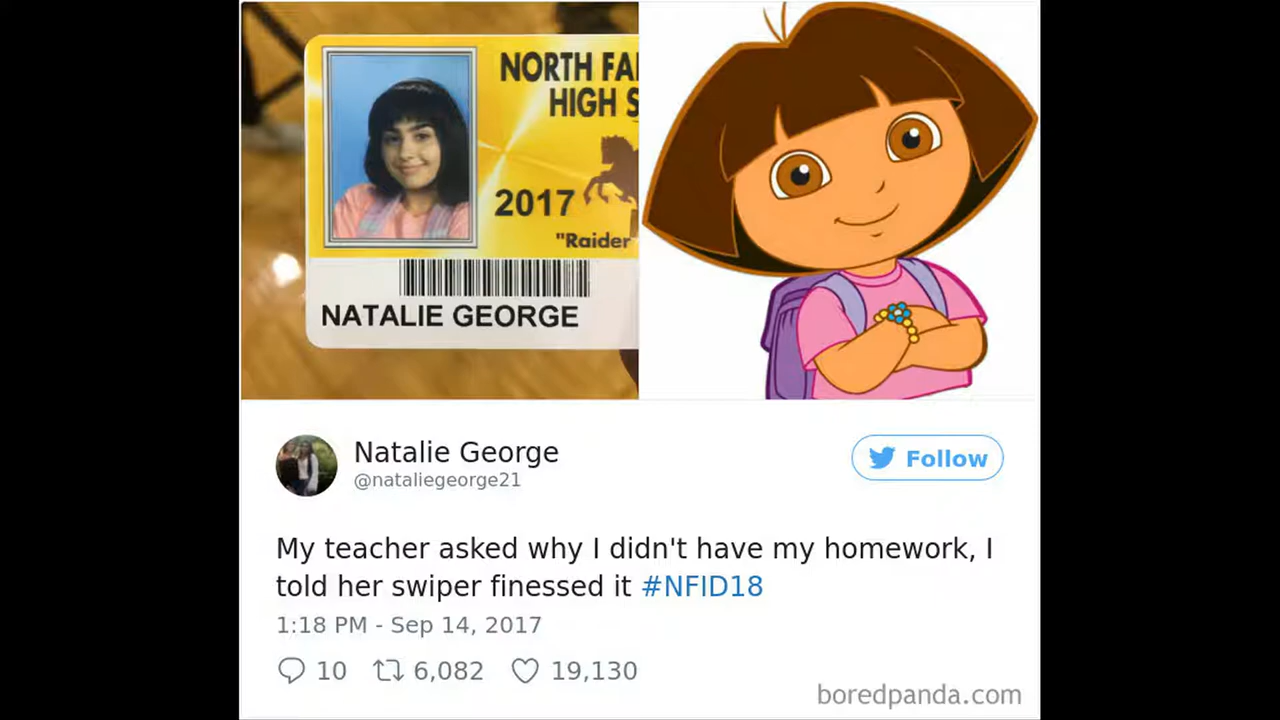 NORTH FA
HIGH S
2017
"Raider
NATALIE GEORGE
Natalie George
@nataliegeorge21
Follow
My teacher asked why I didn't have my homework, I
told her swiper finessed it #NFID18
1:18 PM - Sep 14, 2017
10 6,082 19,130
boredpanda.com